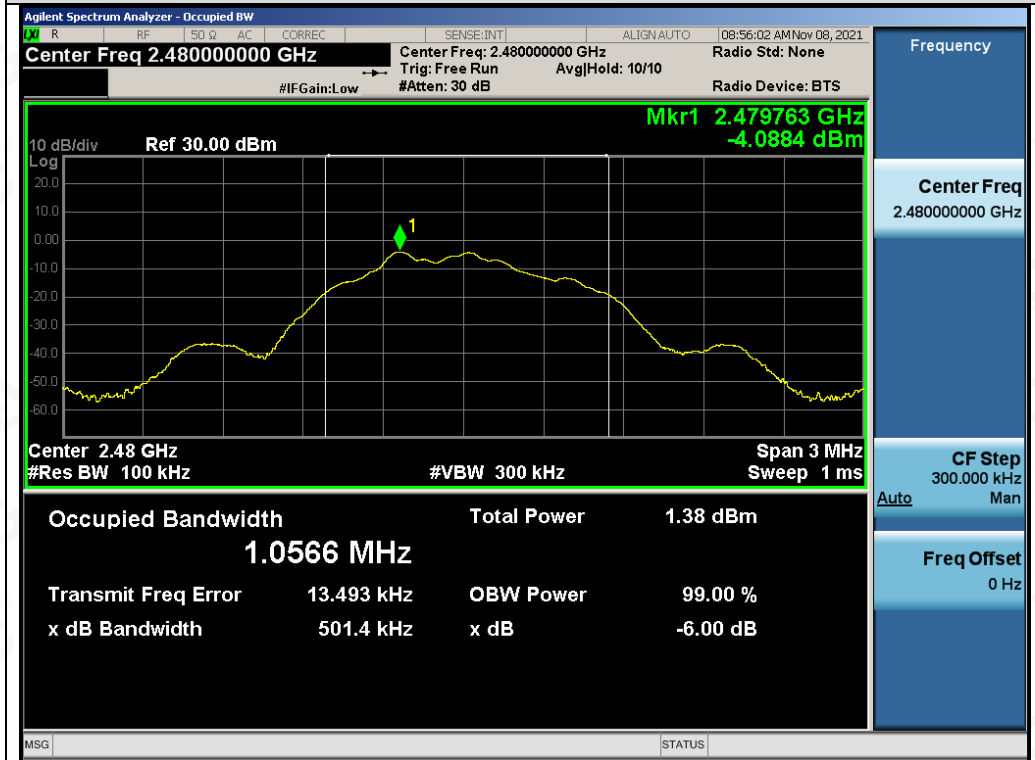 Agilent Spectrum Analyzer - Occupied BW
LXI R RF 50 Ω AC CORREC SENSE:INT ALIGN AUTO 08:56:02 AM Nov 08, 2021
Center Freq 2.480000000 GHz Center Freq: 2.480000000 GHz Radio Std: None
Trig: Free Run Avg|Hold: 10/10
#IFGain:Low #Atten: 30 dB Radio Device: BTS
Frequency
Mkr1 2.479763 GHz
-4.0884 dBm
10 dB/div Ref 30.00 dBm
Log
20.0
10.0
0.00
-10.0
-20.0
-30.0
-40.0
-50.0
-60.0
1
Center 2.48 GHz Span 3 MHz
#Res BW 100 kHz #VBW 300 kHz Sweep 1 ms
Occupied Bandwidth Total Power 1.38 dBm
1.0566 MHz
Transmit Freq Error 13.493 kHz OBW Power 99.00 %
x dB Bandwidth 501.4 kHz x dB -6.00 dB
Center Freq
2.480000000 GHz
CF Step
300.000 kHz
Auto Man
Freq Offset
0 Hz
MSG STATUS